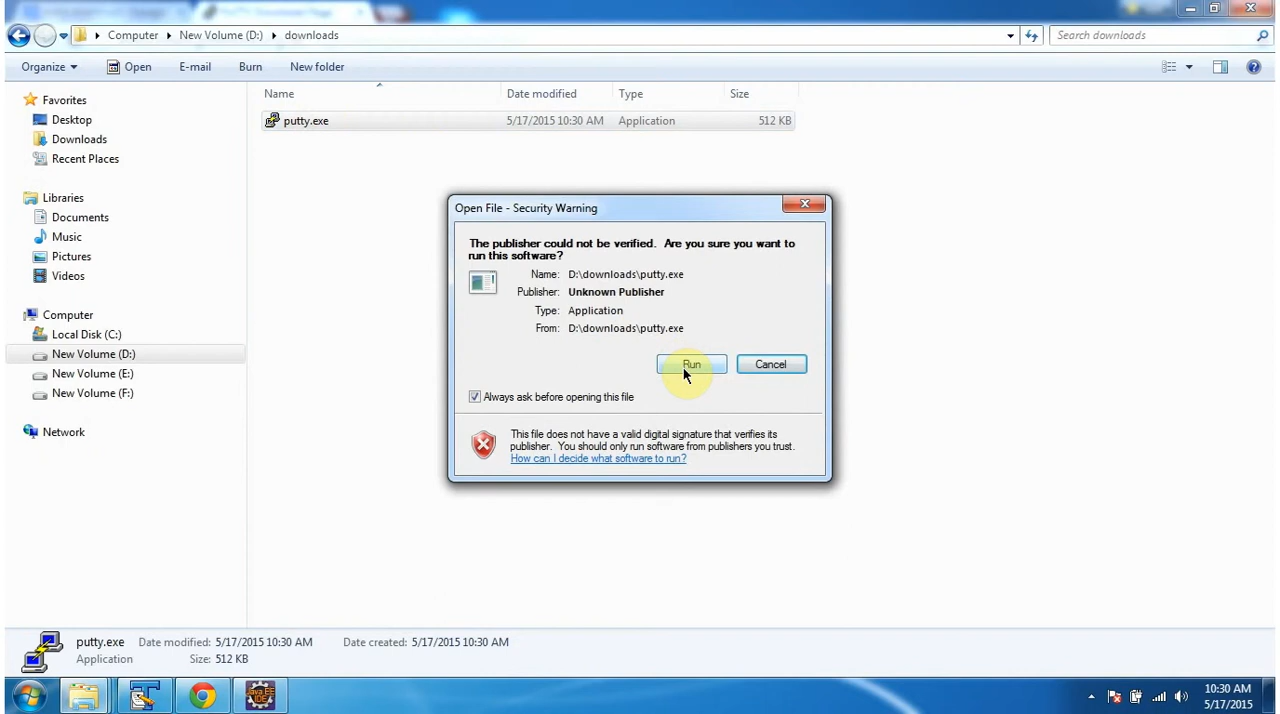 Computer
New Volume (D:)
downloads
Search downloads
Organize
Open
E-mail
Burn
New folder
Name
Date modified
Type
Size
putty.exe
5/17/2015 10:30 AM
Application
512 KB
Favorites
Desktop
Downloads
Recent Places
Libraries
Documents
Music
Pictures
Videos
Computer
Local Disk (C:)
New Volume (D:)
New Volume (E:)
New Volume (F:)
Network
Open File - Security Warning
The publisher could not be verified. Are you sure you want to
run this software?
Name: D:\downloads\putty.exe
Publisher: Unknown Publisher
Type: Application
From: D:\downloads\putty.exe
Run
Cancel
Always ask before opening this file
This file does not have a valid digital signature that verifies its
publisher. You should only run software from publishers you trust.
How can I decide what software to run?
putty.exe
Date modified: 5/17/2015 10:30 AM
Date created: 5/17/2015 10:30 AM
Application
Size: 512 KB
Java EE
IDE
10:30 AM
5/17/2015